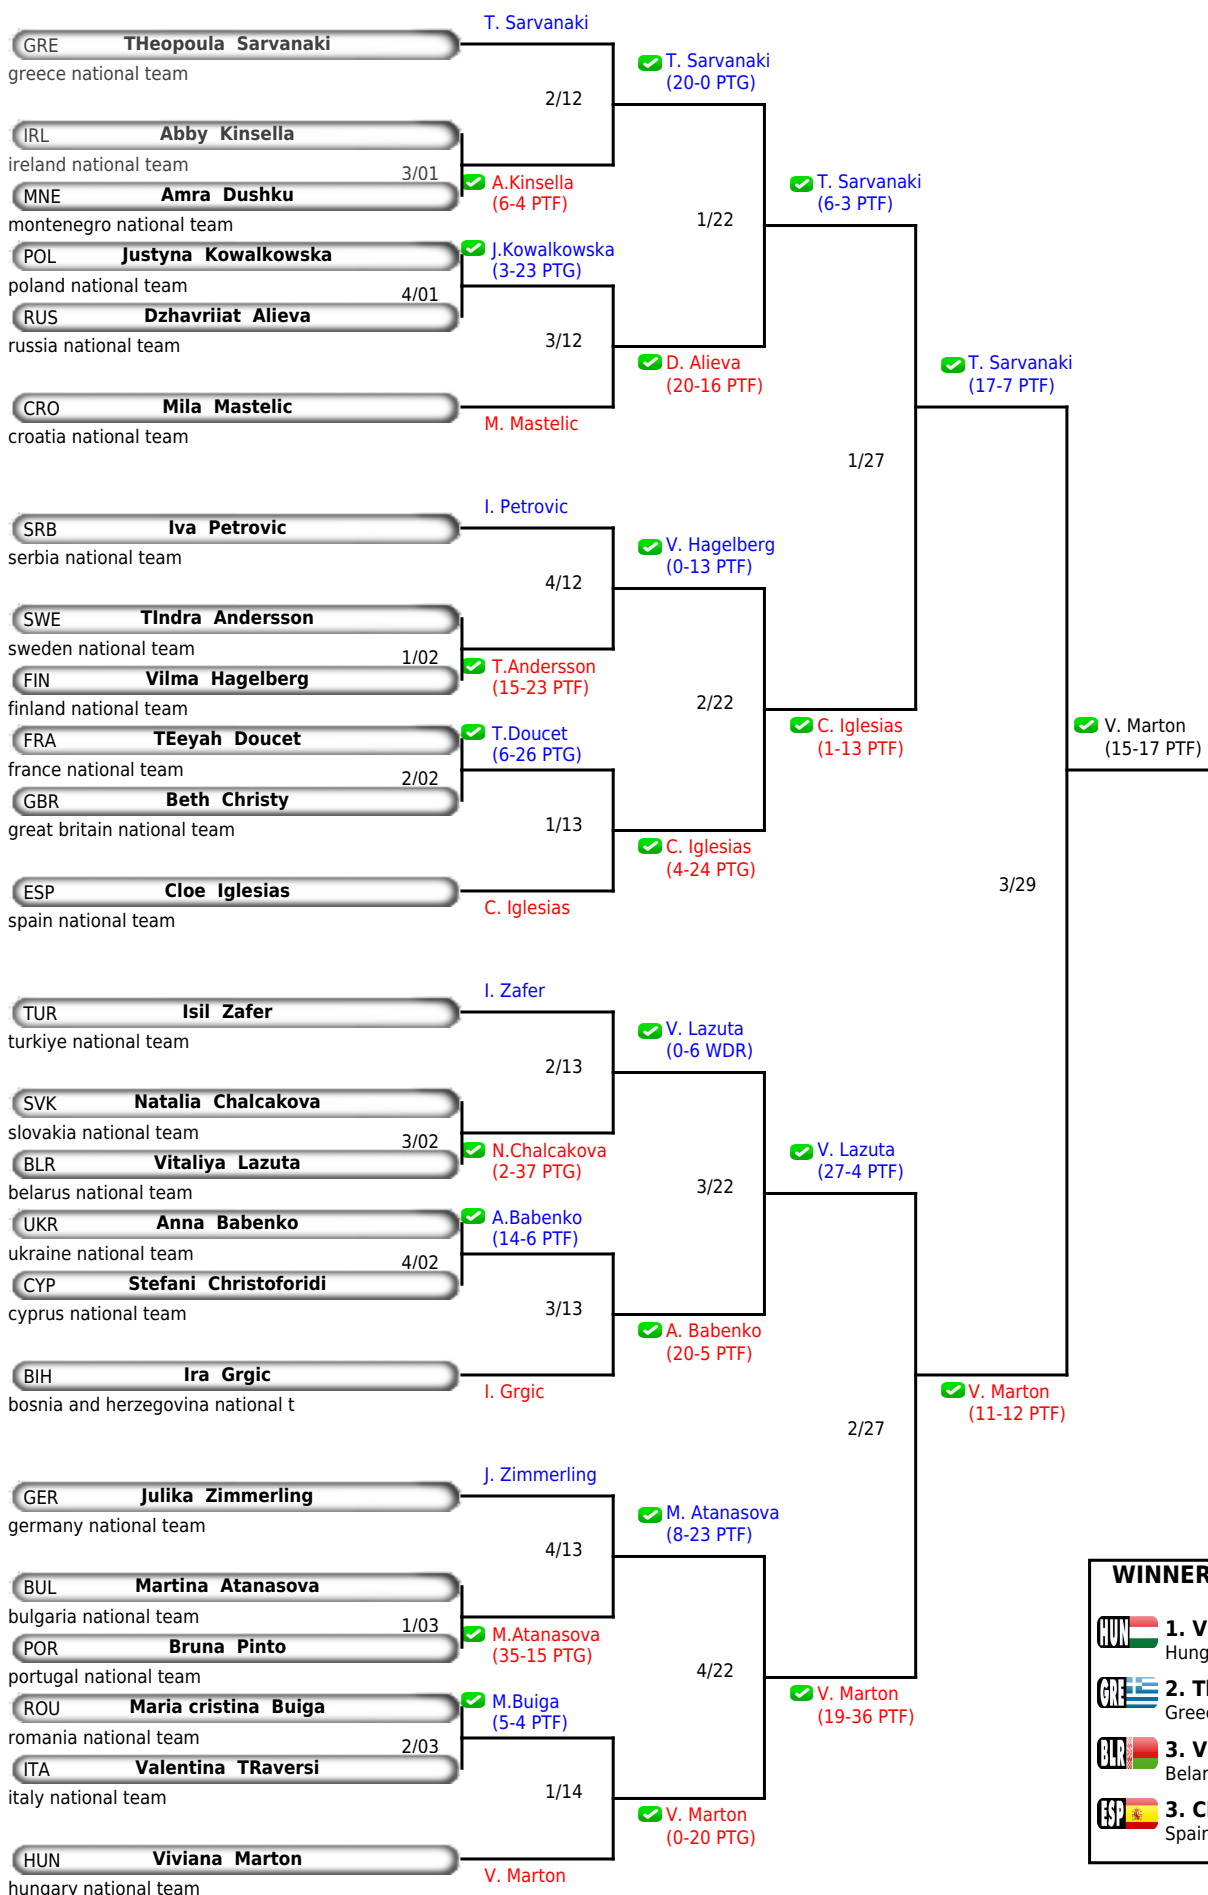 T. Sarvanaki
GRE THeopoula Sarvanaki
greece national team
T. Sarvanaki
(20-0 PTG)
2/12
IRL Abby Kinsella
ireland national team
3/01
A.Kinsella
(6-4 PTF)
MNE Amra Dushku
montenegro national team
T. Sarvanaki
(6-3 PTF)
1/22
POL Justyna Kowalkowska
poland national team
J.Kowalkowska
(3-23 PTG)
4/01
RUS Dzhavriiat Alieva
russia national team
3/12
D. Alieva
(20-16 PTF)
T. Sarvanaki
(17-7 PTF)
CRO Mila Mastelic
croatia national team
M. Mastelic
1/27
I. Petrovic
SRB Iva Petrovic
serbia national team
V. Hagelberg
(0-13 PTF)
4/12
SWE TIndra Andersson
sweden national team
1/02
T.Andersson
(15-23 PTF)
FIN Vilma Hagelberg
finland national team
2/22
FRA TEeyah Doucet
france national team
T.Doucet
(6-26 PTG)
C. Iglesias
(1-13 PTF)
V. Marton
(15-17 PTF)
2/02
GBR Beth Christy
great britain national team
1/13
C. Iglesias
(4-24 PTG)
ESP Cloe Iglesias
spain national team
C. Iglesias
3/29
I. Zafer
TUR Isil Zafer
turkiye national team
V. Lazuta
(0-6 WDR)
2/13
SVK Natalia Chalcakova
slovakia national team
3/02
N.Chalcakova
(2-37 PTG)
BLR Vitaliya Lazuta
belarus national team
V. Lazuta
(27-4 PTF)
3/22
UKR Anna Babenko
ukraine national team
A.Babenko
(14-6 PTF)
4/02
CYP Stefani Christoforidi
cyprus national team
3/13
A. Babenko
(20-5 PTF)
BIH Ira Grgic
bosnia and herzegovina national t
I. Grgic
V. Marton
(11-12 PTF)
2/27
J. Zimmerling
GER Julika Zimmerling
germany national team
M. Atanasova
(8-23 PTF)
4/13
BUL Martina Atanasova
bulgaria national team
1/03
M.Atanasova
(35-15 PTG)
POR Bruna Pinto
portugal national team
4/22
ROU Maria cristina Buiga
romania national team
M.Buiga
(5-4 PTF)
V. Marton
(19-36 PTF)
2/03
ITA Valentina TRaversi
italy national team
1/14
V. Marton
(0-20 PTG)
HUN Viviana Marton
hungary national team
V. Marton
WINNER
HUN 1. V
Hung
GRE 2. Tl
Gree
BLR 3. V
Belar
ESP 3. Cl
Spain